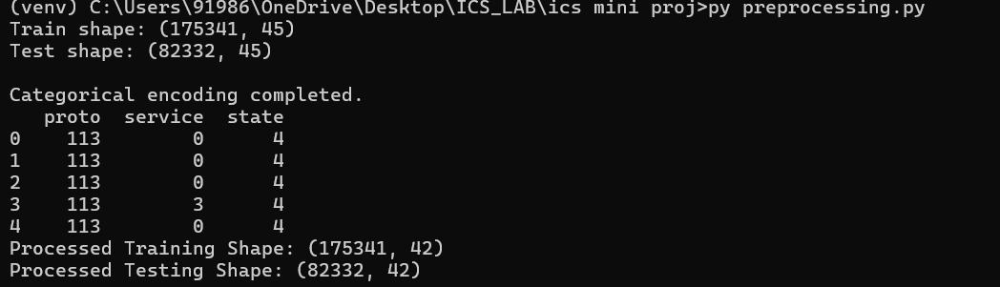 (venv) C:\Users\91986\OneDrive\Desktop\ICS_LAB\ics mini proj>py preprocessing.py
Train shape: (175341, 45)
Test shape: (82332, 45)
Categorical encoding completed.
proto service state
0 113 0 4
1 113 0 4
2 113 0 4
3 113 3 4
4 113 0 4
Processed Training Shape: (175341, 42)
Processed Testing Shape: (82332, 42)